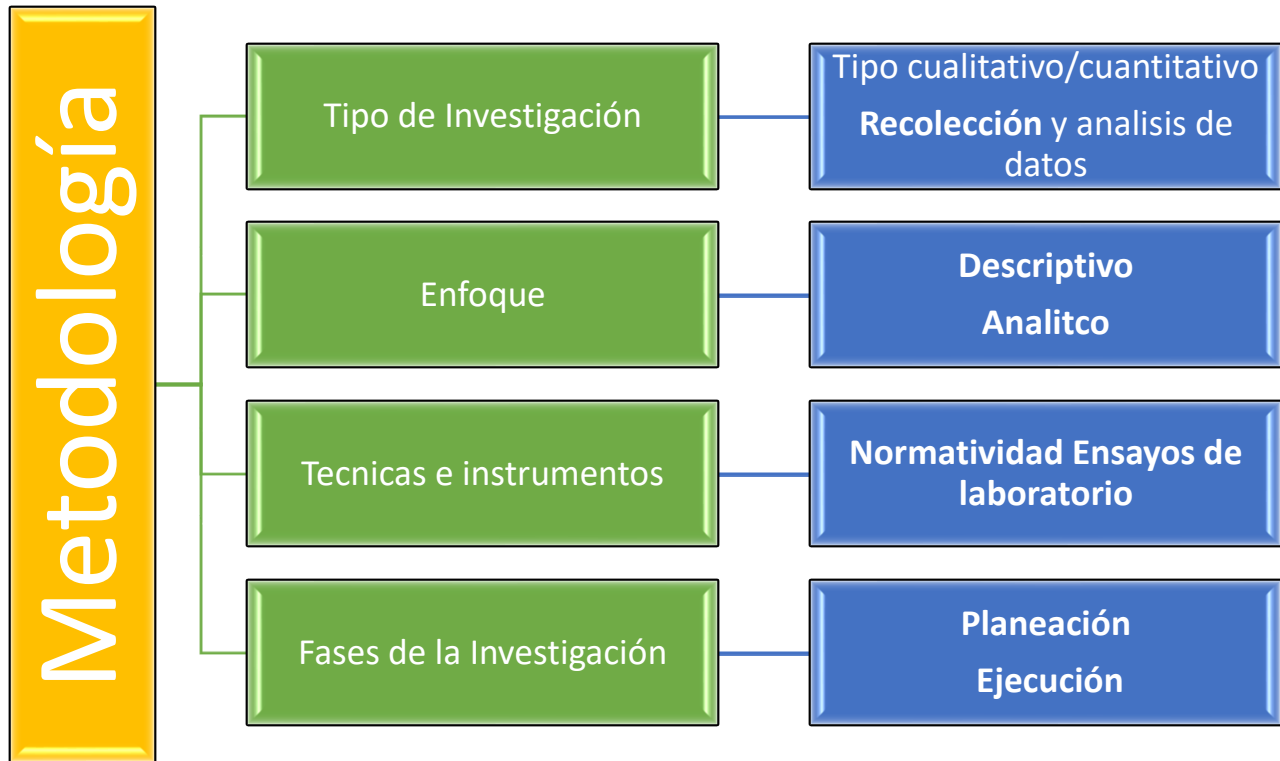 Metodología
Tipo de Investigación
Tipo cualitativo/cuantitativo
Recolección y analisis de
datos
Enfoque
Descriptivo
Analitco
Tecnicas e instrumentos
Normatividad Ensayos de
laboratorio
Fases de la Investigación
Planeación
Ejecución